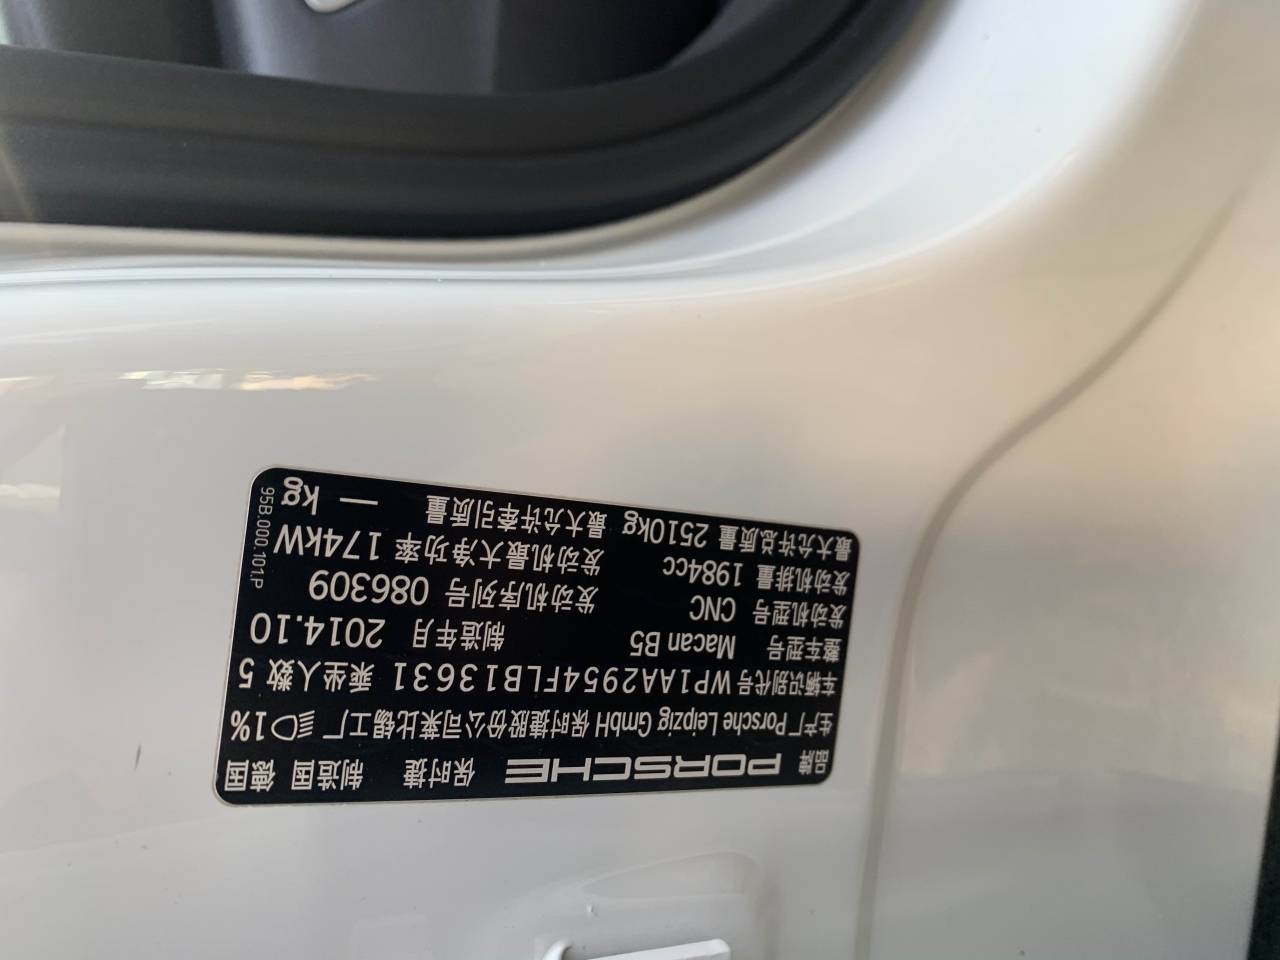 品牌 PORSCHE 保时捷 制造国 德国
生产厂 Porsche Leipzig GmbH 保时捷股份公司莱比锡工厂 1%
车辆识别代号 WP1AA2954FLB13631 乘坐人数 5
整车型号 Macan B5 制造年月 2014.10
发动机型号 CNC 发动机序列号 086309
发动机排量 1984cc 发动机最大净功率 174kW
最大允许总质量 2510kg 最大允许牵引质量 — kg
95B.000.101.P